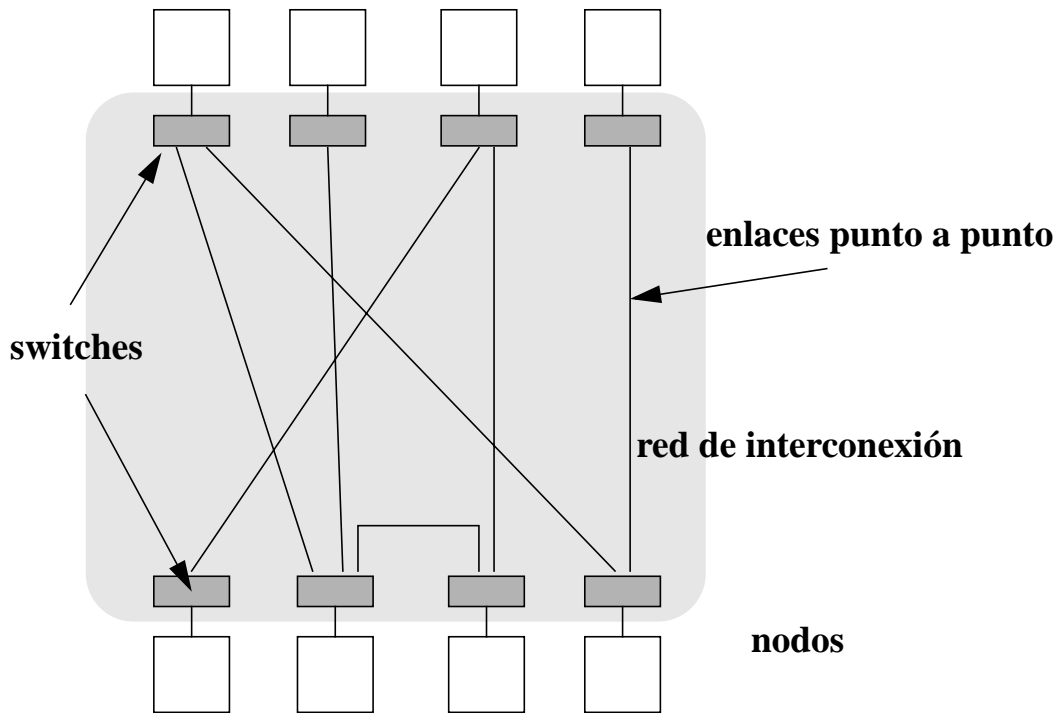 enlaces punto a punto
switches
red de interconexión
nodos